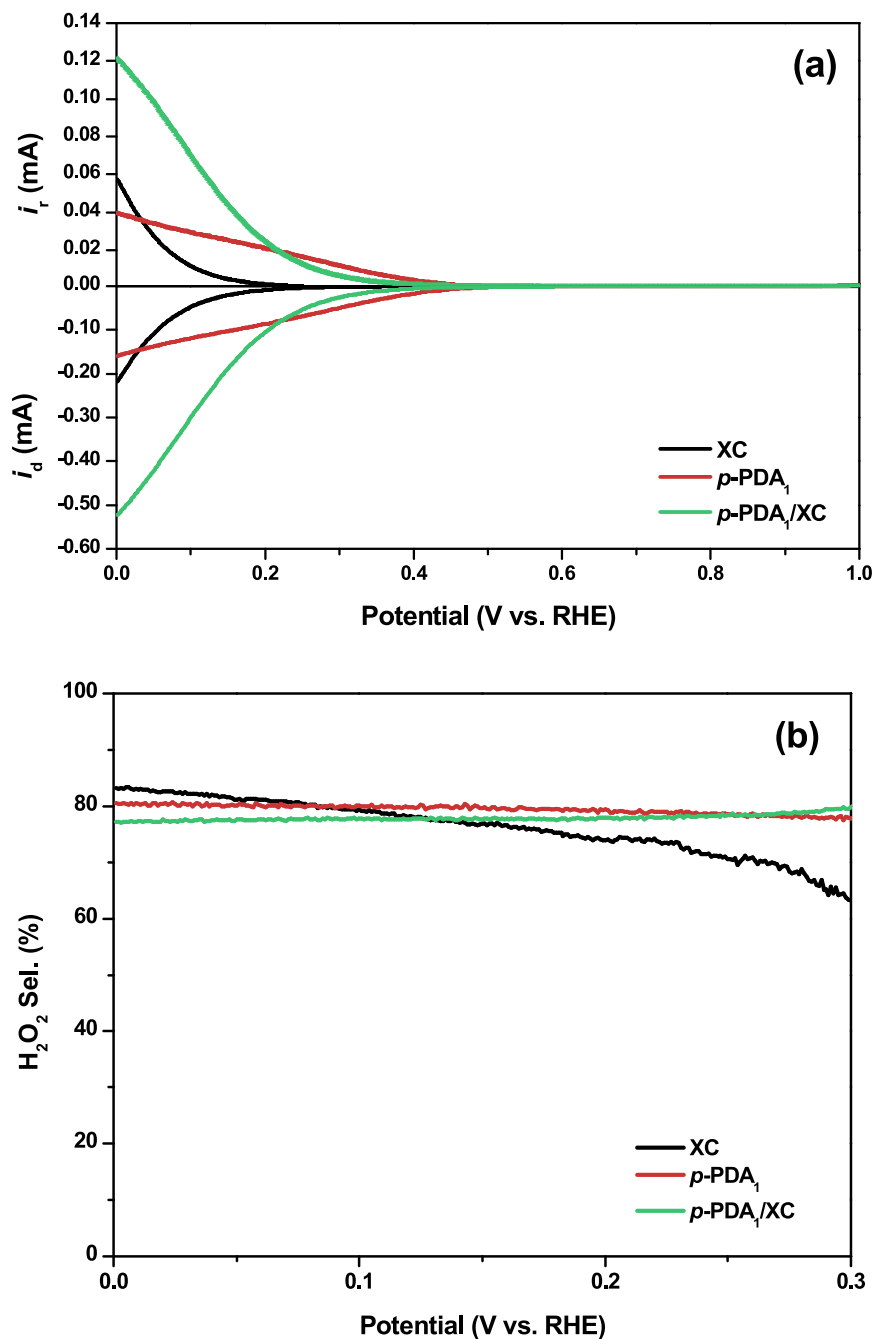 (a)
0.14
0.12
0.10
0.08
0.06
0.04
0.02
0.00
-0.10
-0.20
-0.30
-0.40
-0.50
-0.60
i_r (mA)
i_d (mA)
XC
p-PDA₁
p-PDA₁/XC
0.0 0.2 0.4 0.6 0.8 1.0
Potential (V vs. RHE)
(b)
100
80
60
40
20
0
H₂O₂ Sel. (%)
XC
p-PDA₁
p-PDA₁/XC
0.0 0.1 0.2 0.3
Potential (V vs. RHE)